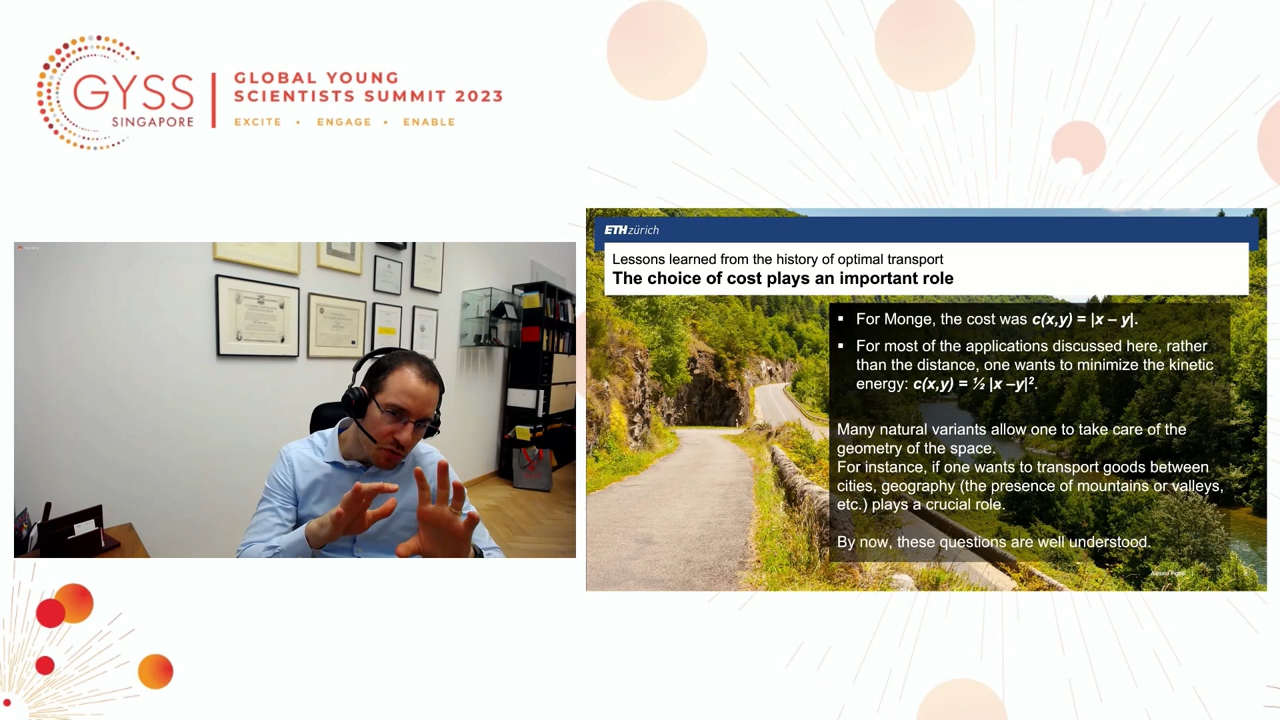 GYSS
SINGAPORE
GLOBAL YOUNG
SCIENTISTS SUMMIT 2023
EXCITE • ENGAGE • ENABLE
ETH zürich
Lessons learned from the history of optimal transport
The choice of cost plays an important role
▪ For Monge, the cost was c(x,y) = |x – y|.
▪ For most of the applications discussed here, rather
than the distance, one wants to minimize the kinetic
energy: c(x,y) = ½ |x –y|².
Many natural variants allow one to take care of the
geometry of the space.
For instance, if one wants to transport goods between
cities, geography (the presence of mountains or valleys,
etc.) plays a crucial role.
By now, these questions are well understood.